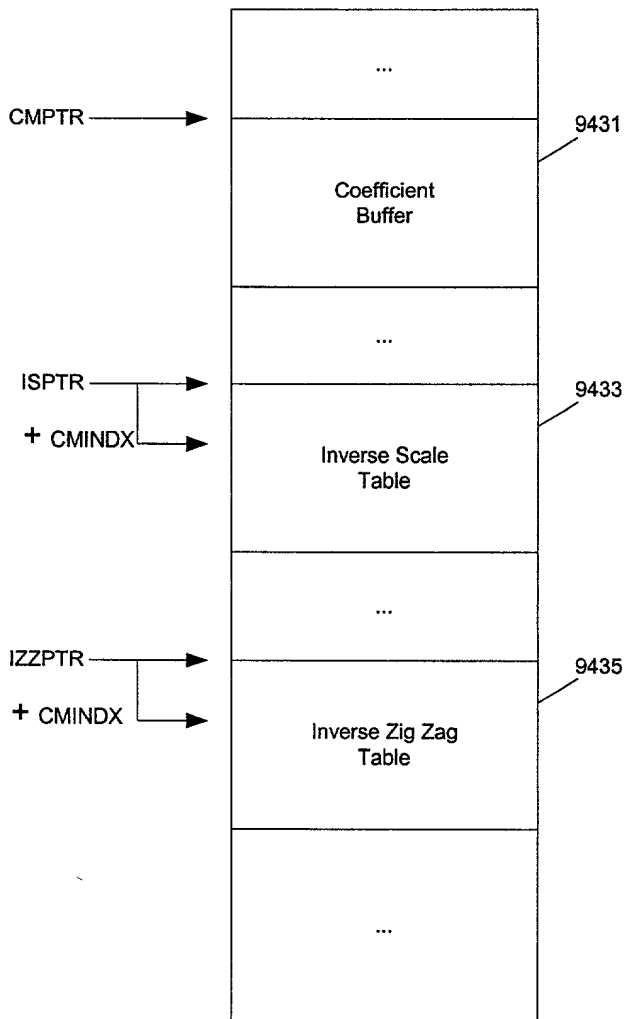 ...
CMPTR
9431
Coefficient
Buffer
...
ISPTR
9433
+ CMINDX
Inverse Scale
Table
...
IZZPTR
9435
+ CMINDX
Inverse Zig Zag
Table
...